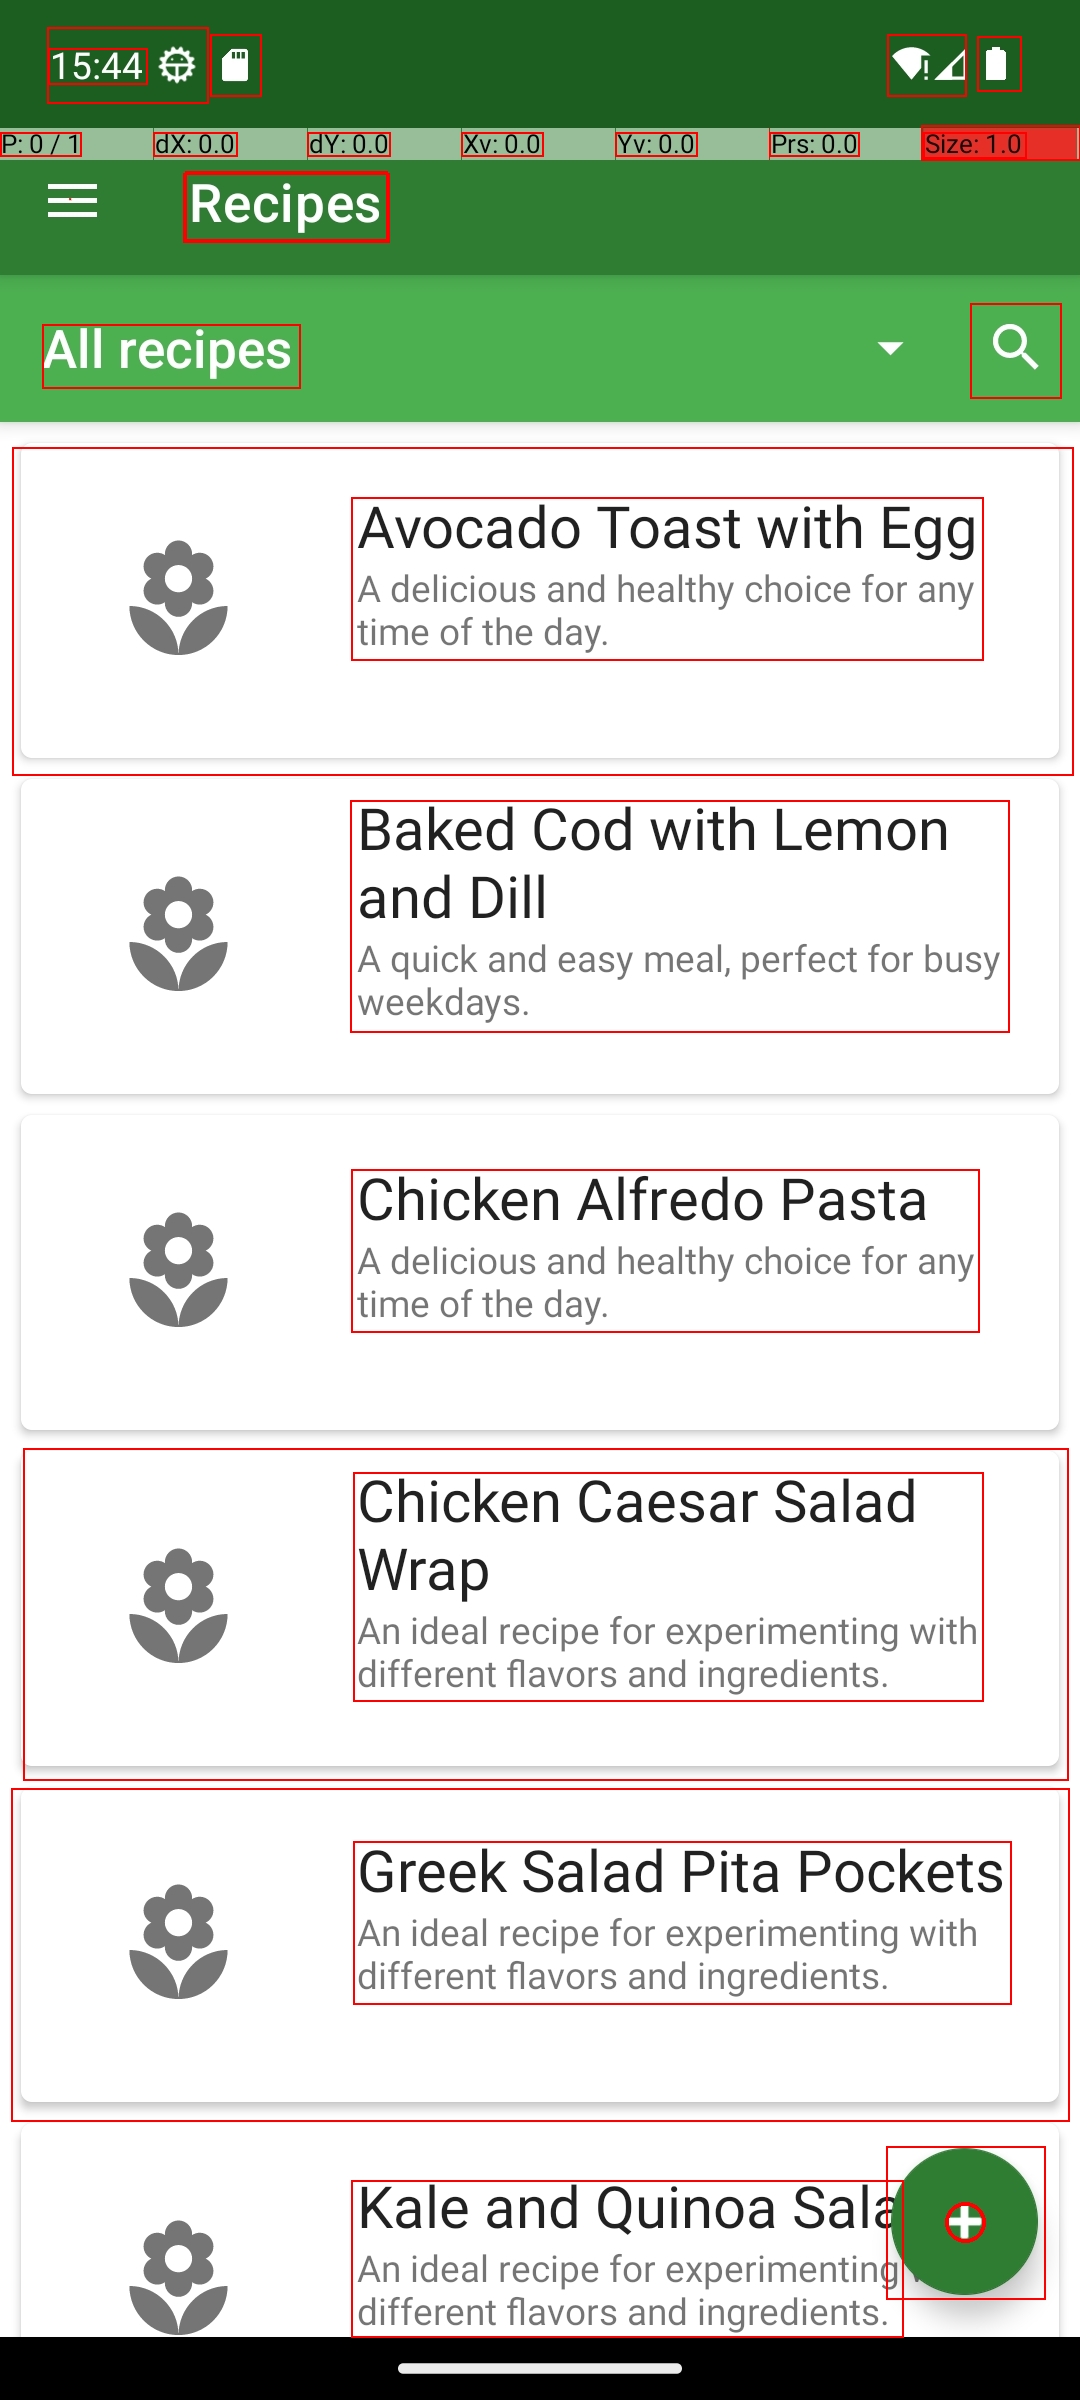 15:44
P: 0 / 1 dX: 0.0 dY: 0.0 Xv: 0.0 Yv: 0.0 Prs: 0.0 Size: 1.0
Recipes
All recipes
Avocado Toast with Egg
A delicious and healthy choice for any
time of the day.
Baked Cod with Lemon
and Dill
A quick and easy meal, perfect for busy
weekdays.
Chicken Alfredo Pasta
A delicious and healthy choice for any
time of the day.
Chicken Caesar Salad
Wrap
An ideal recipe for experimenting with
different flavors and ingredients.
Greek Salad Pita Pockets
An ideal recipe for experimenting with
different flavors and ingredients.
Kale and Quinoa
An ideal recipe for experimenting
different flavors and ingredients.